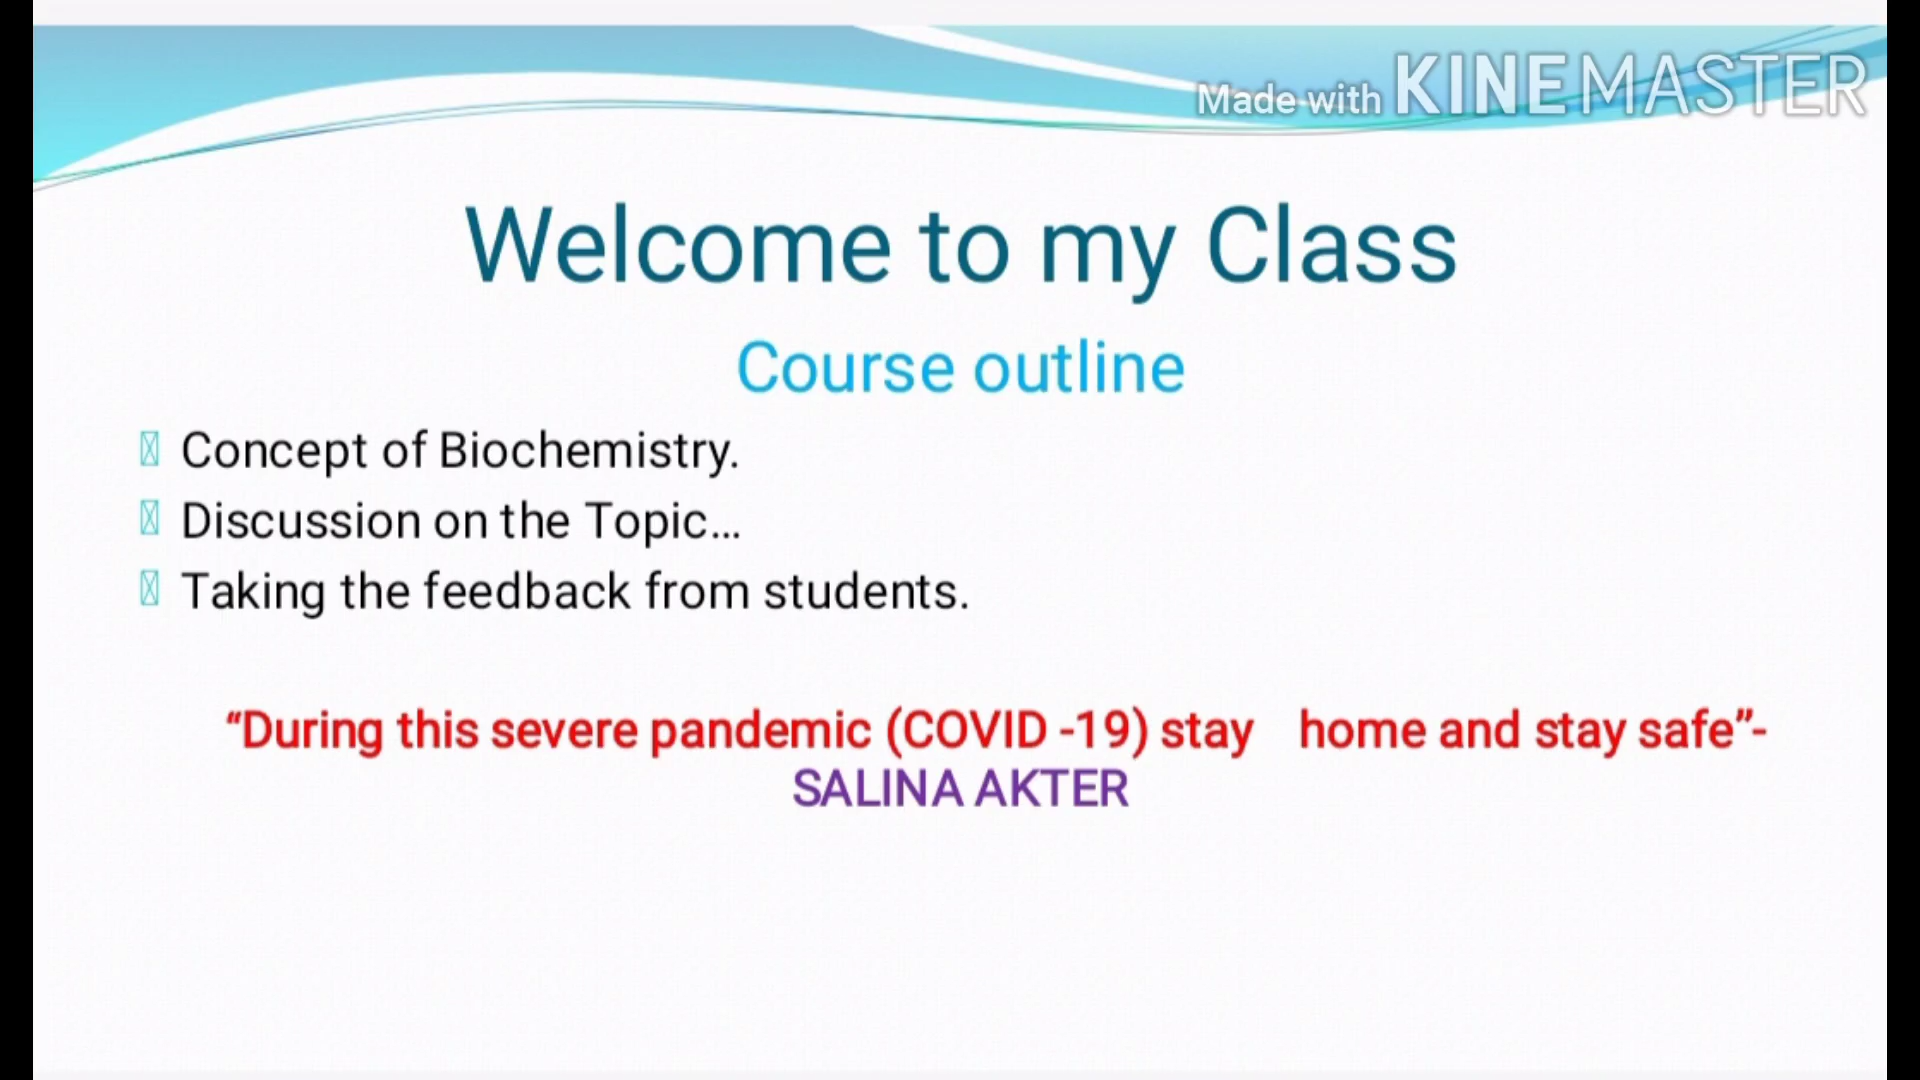 Made with KINEMASTER
Welcome to my Class
Course outline
Concept of Biochemistry.
Discussion on the Topic...
Taking the feedback from students.
“During this severe pandemic (COVID -19) stay home and stay safe”-
SALINA AKTER